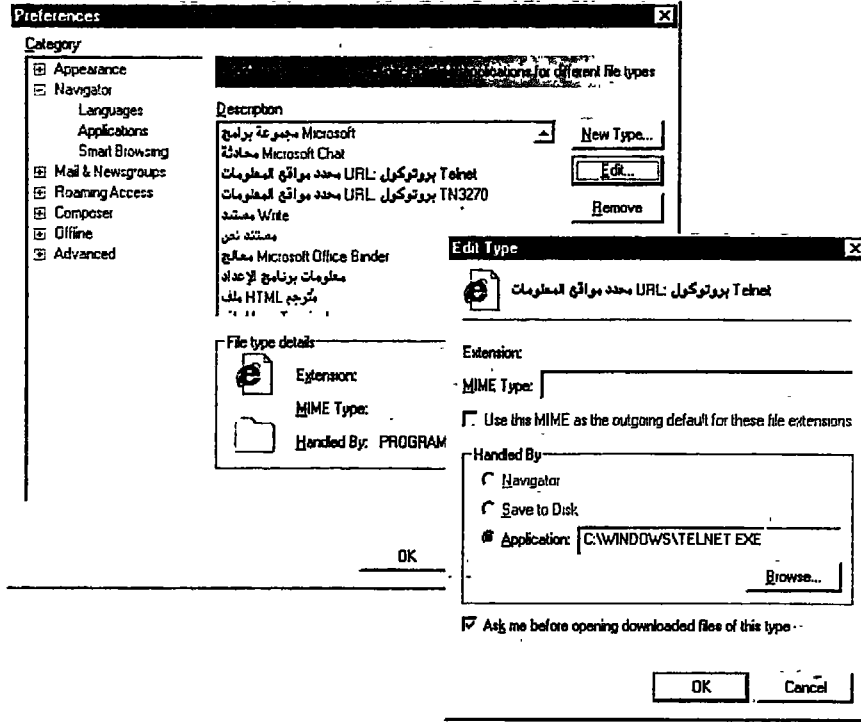 Preferences
Category
Appearance
Navigator
Languages
Applications
Smart Browsing
Mail & Newsgroups
Roaming Access
Composer
Offline
Advanced
applications for different file types
Description
مجموعة برامج Microsoft
محادثة Microsoft Chat
بروتوكول :URL محدد مواقع المعلومات Telnet
بروتوكول URL محدد مواقع المعلومات TN3270
مستند Write
مستند نص
معالج Microsoft Office Binder
معلومات برنامج الإعداد
ملف HTML مترجم
New Type...
Edit...
Remove
File type details
Extension:
MIME Type:
Handled By: PROGRAM
OK
Edit Type
بروتوكول :URL محدد مواقع المعلومات Telnet
Extension:
MIME Type:
Use this MIME as the outgoing default for these file extensions
Handled By
Navigator
Save to Disk
Application: C:\WINDOWS\TELNET EXE
Browse...
Ask me before opening downloaded files of this type
OK
Cancel